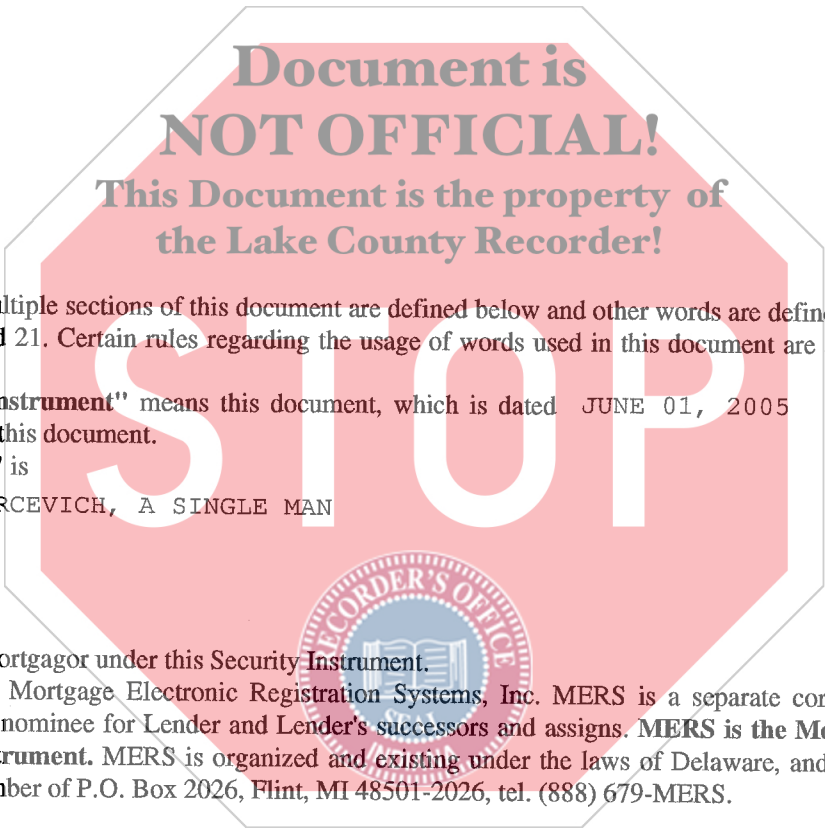 Document is
NOT OFFICIAL!
This Document is the property of
the Lake County Recorder!
ltiple sections of this document are defined below and other words are define
d 21. Certain rules regarding the usage of words used in this document are
STOP
nstrument" means this document, which is dated JUNE 01, 2005
this document.
" is
RCEVICH, A SINGLE MAN
RECORDER'S OFFICE
SEAL
INDIANA
ortgagor under this Security Instrument.
Mortgage Electronic Registration Systems, Inc. MERS is a separate cor
nominee for Lender and Lender's successors and assigns. MERS is the Mo
rument. MERS is organized and existing under the laws of Delaware, and
nber of P.O. Box 2026, Flint, MI 48501-2026, tel. (888) 679-MERS.